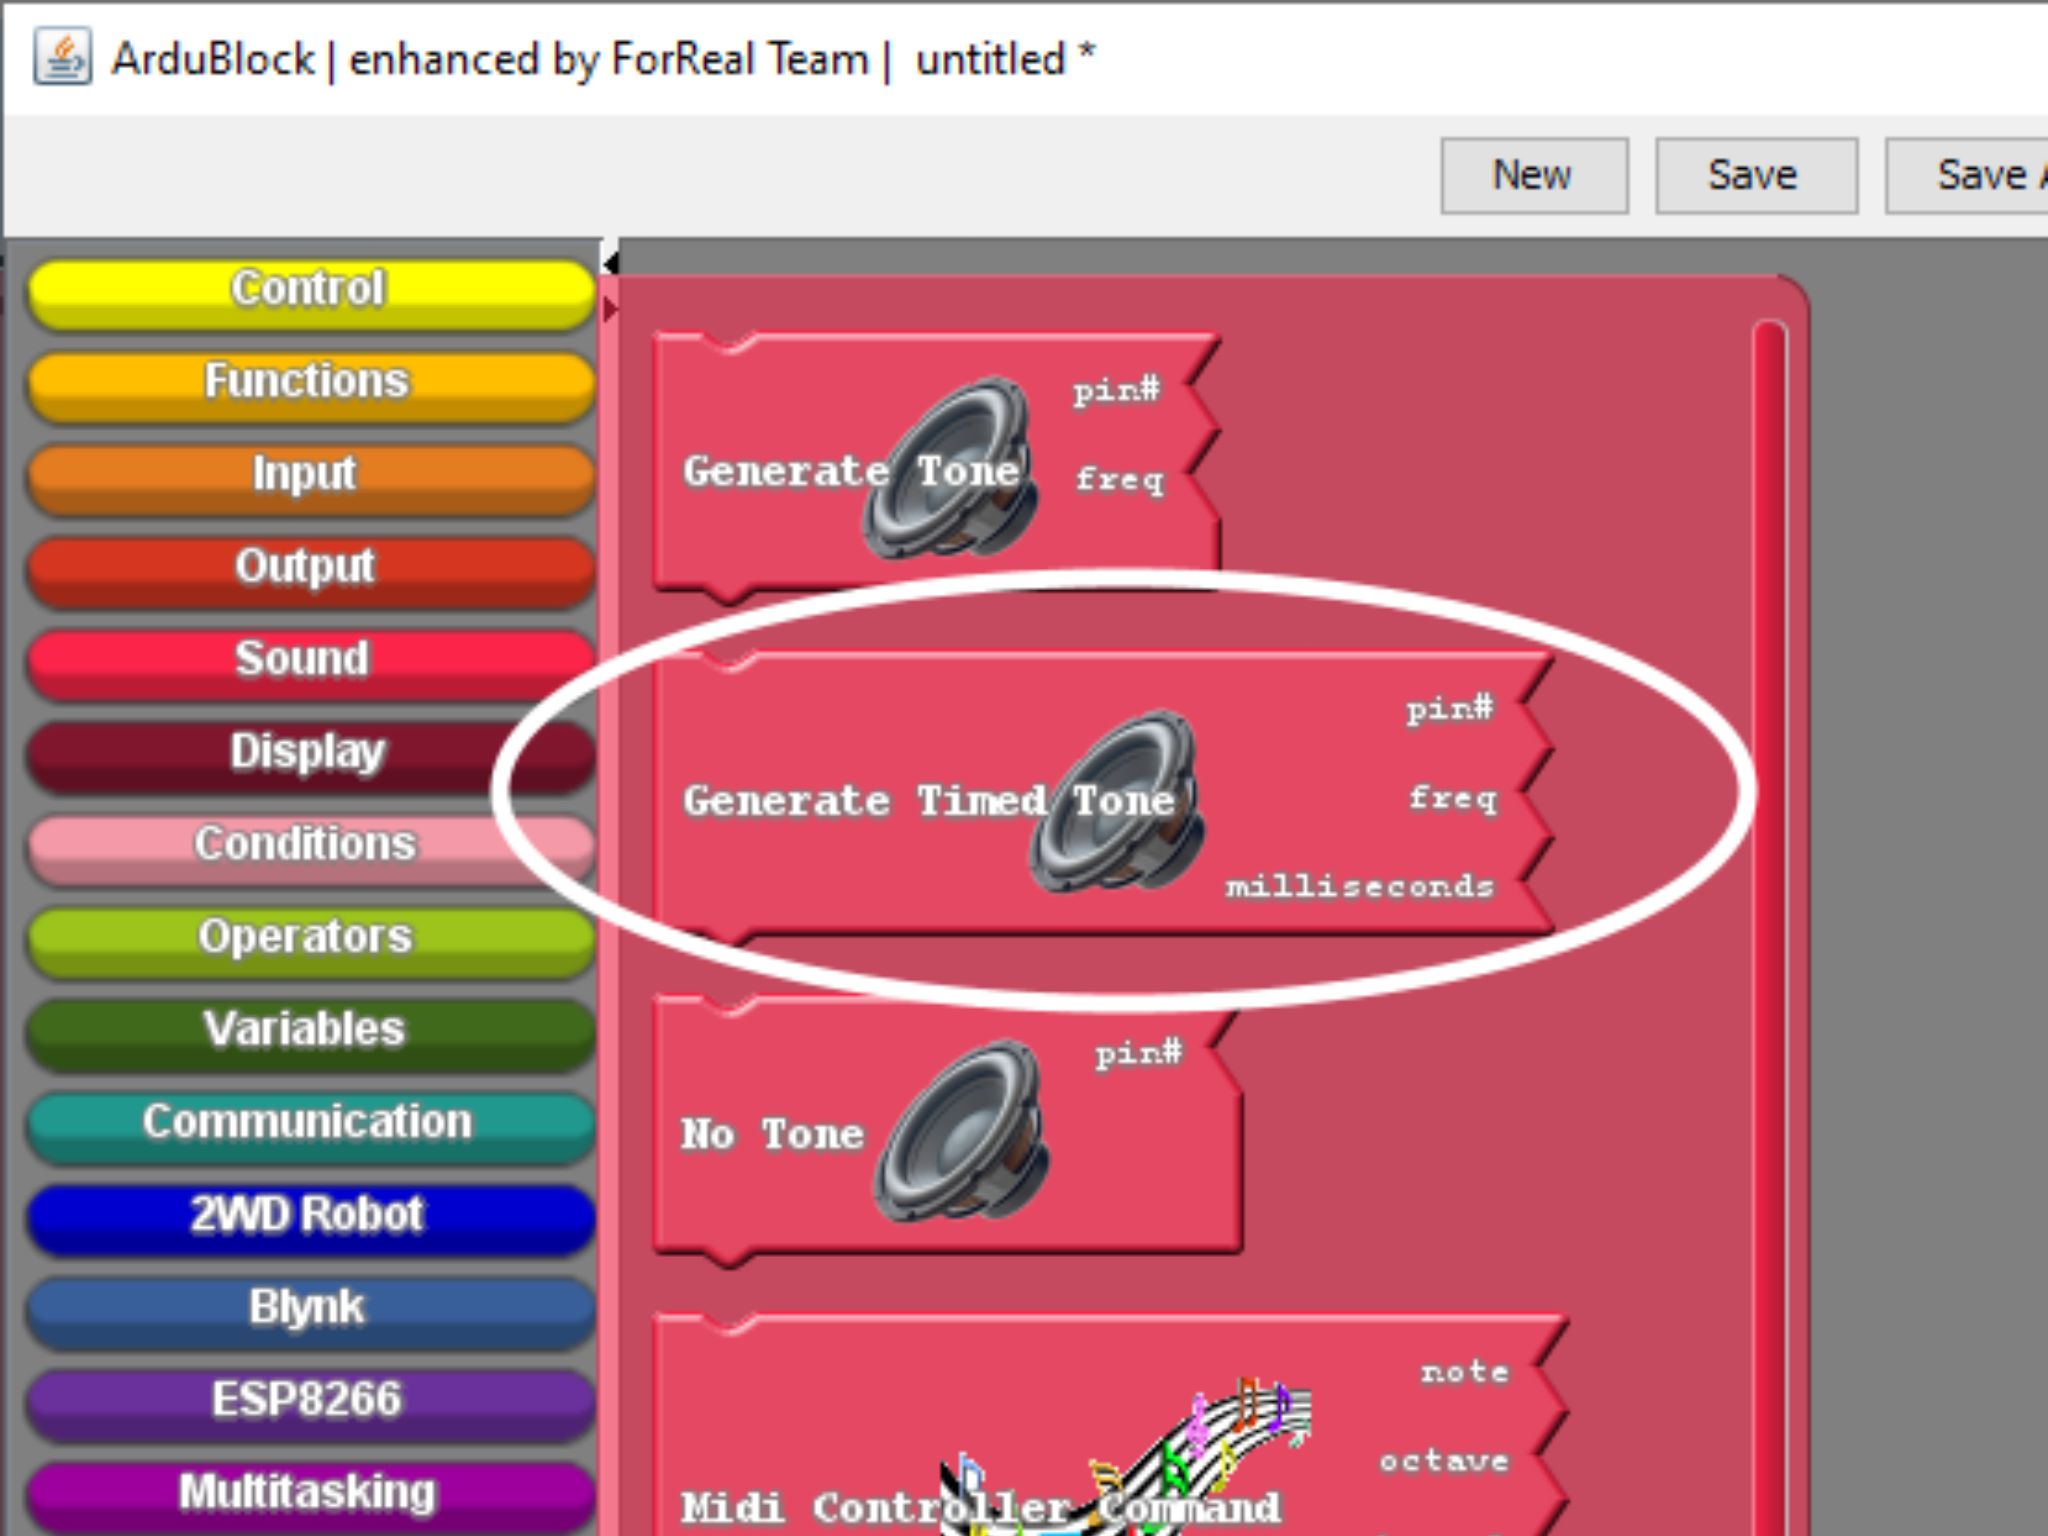 ArduBlock | enhanced by ForReal Team | untitled *
New
Save
Save
Control
Functions
Input
Output
Sound
Display
Conditions
Operators
Variables
Communication
2WD Robot
Blynk
ESP8266
Multitasking
pin#
Generate Tone
freq
pin#
Generate Timed Tone
freq
milliseconds
pin#
No Tone
note
octave
Midi Controller Command